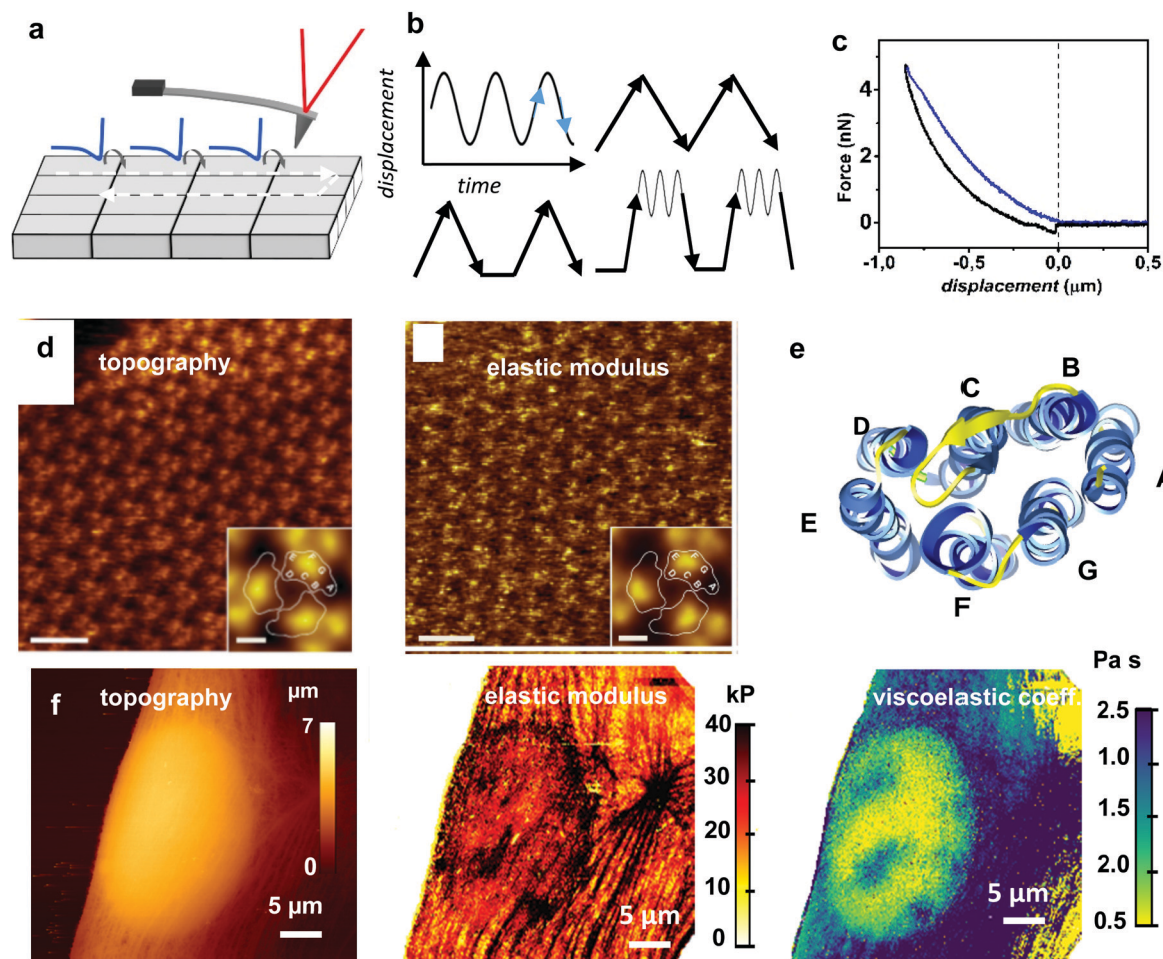 a
b
displacement
time
c
Force (nN)
4
2
0
-1,0
-0,5
0,0
0,5
displacement (μm)
d
topography
elastic modulus
D C B A
E F G
D C B A
E F G
e
A
B
C
D
E
F
G
f
topography
μm
7
0
5 μm
elastic modulus
kP
40
30
20
10
0
5 μm
viscoelastic coeff.
Pa s
2.5
1.0
1.5
2.0
0.5
5 μm